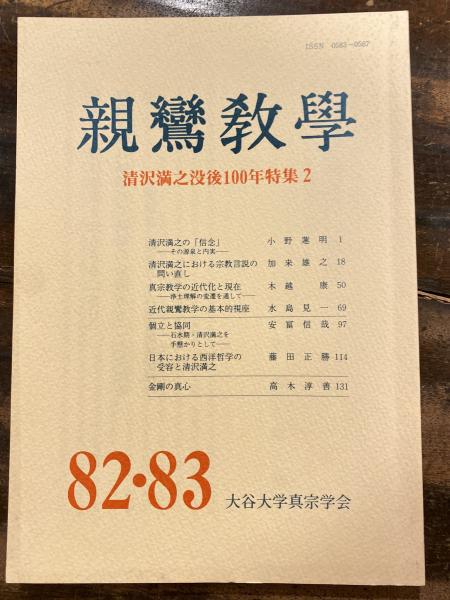 ISSN 0583-0587
親鸞教學
清沢満之没後100年特集2
清沢満之の「信念」 小野蓮明 1
——その源泉と内実——
清沢満之における宗教言説の 加来雄之 18
問い直し
真宗教学の近代化と現在 木越康 50
——浄土理解の変遷を通して——
近代親鸞教学の基本的視座 水島見一 69
個立と協同 安冨信哉 97
——石水期・清沢満之を
手懸かりとして——
日本における西洋哲学の 藤田正勝 114
受容と清沢満之
金剛の真心 高木淳善 131
82・83
大谷大学真宗学会